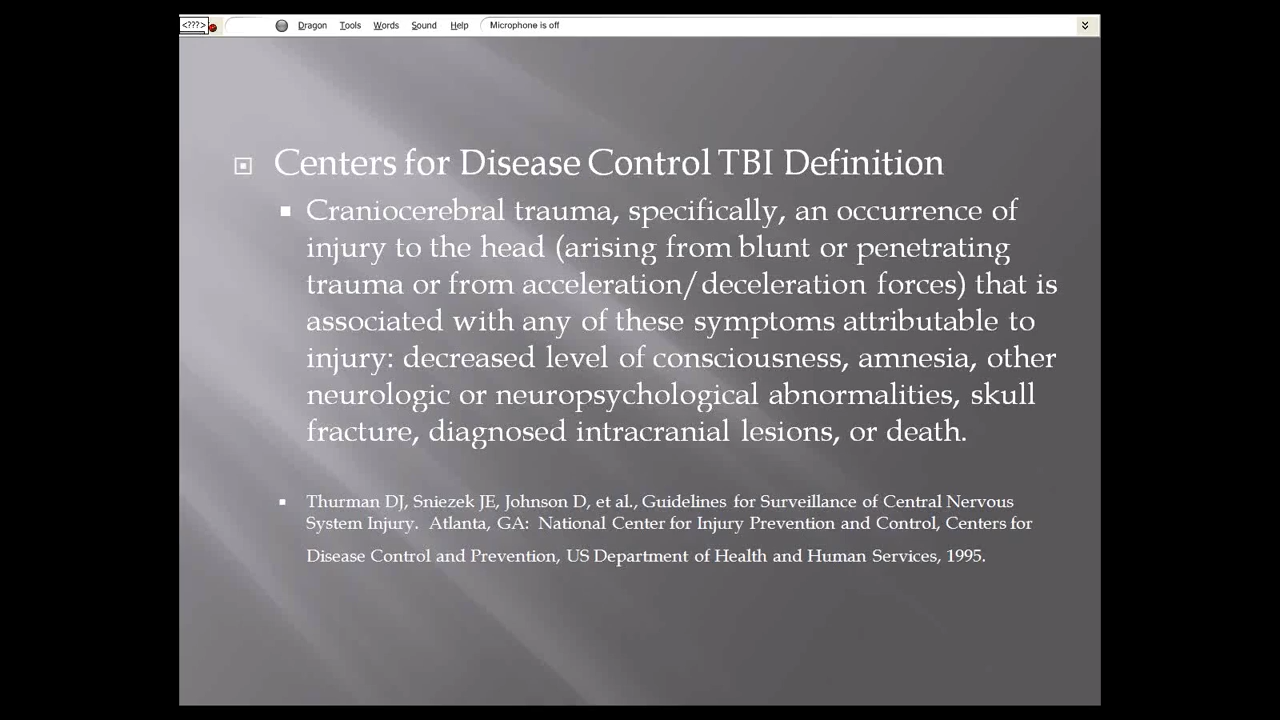 <???> Dragon Tools Words Sound Help Microphone is off
Centers for Disease Control TBI Definition
Craniocerebral trauma, specifically, an occurrence of
injury to the head (arising from blunt or penetrating
trauma or from acceleration/deceleration forces) that is
associated with any of these symptoms attributable to
injury: decreased level of consciousness, amnesia, other
neurologic or neuropsychological abnormalities, skull
fracture, diagnosed intracranial lesions, or death.
Thurman DJ, Sniezek JE, Johnson D, et al., Guidelines for Surveillance of Central Nervous
System Injury. Atlanta, GA: National Center for Injury Prevention and Control, Centers for
Disease Control and Prevention, US Department of Health and Human Services, 1995.